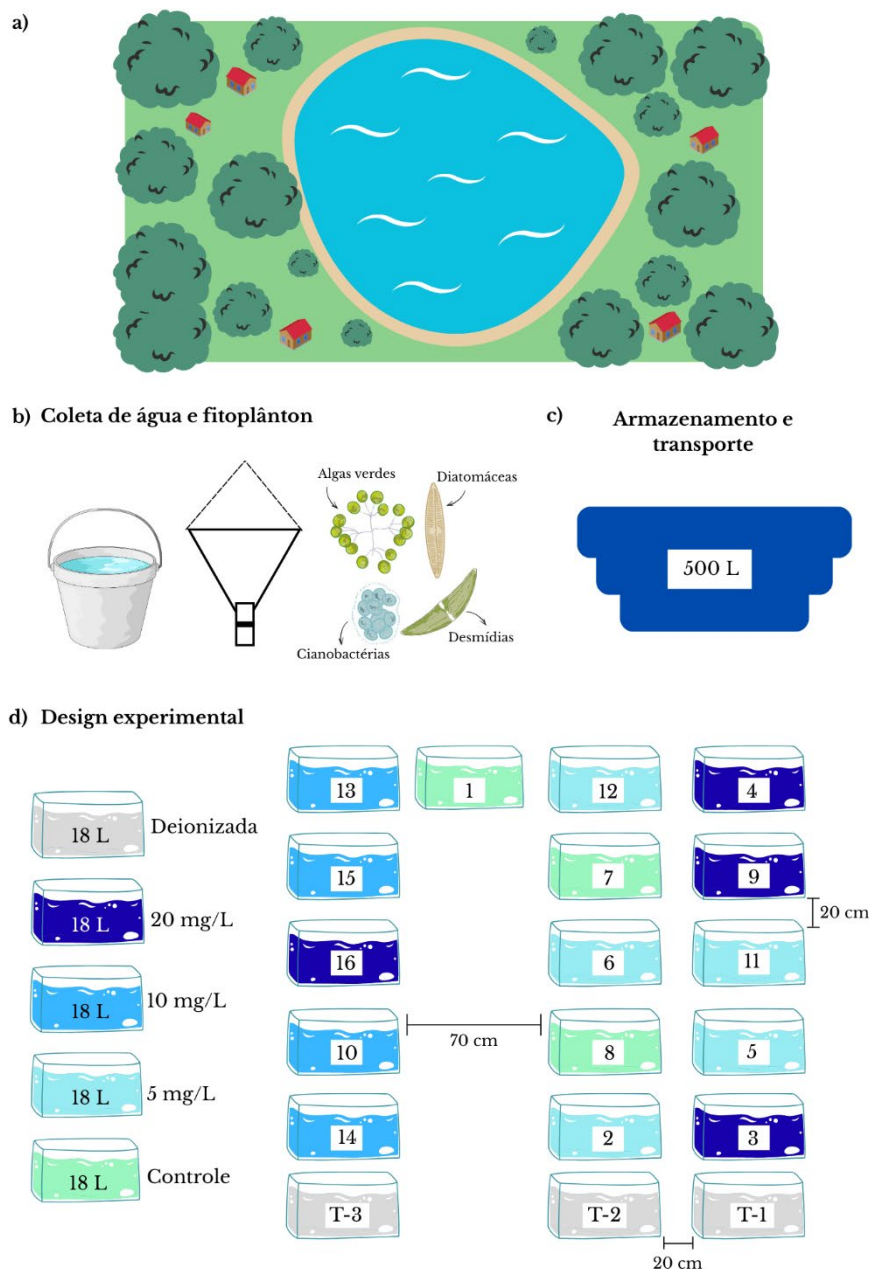 a)
b) Coleta de água e fitoplânton
Algas verdes
Diatomáceas
Cianobactérias
Desmídias
c)
Armazenamento e
transporte
500 L
d) Design experimental
18 L Deionizada
18 L 20 mg/L
18 L 10 mg/L
18 L 5 mg/L
18 L Controle
13 1 12 4
15 7 9
20 cm
16 6 11
70 cm
10 8 5
14 2 3
T-3 T-2 T-1
20 cm